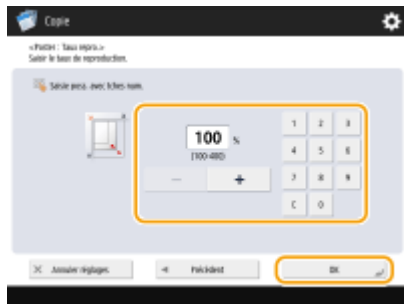 Copie
<Poster : Taux repro.>
Saisir le taux de reproduction.
Saisie poss. avec tches num.
100 %
(100-400)
− +
1 2 3
4 5 6
7 8 9
C 0
Annuler réglages
Précédent
OK